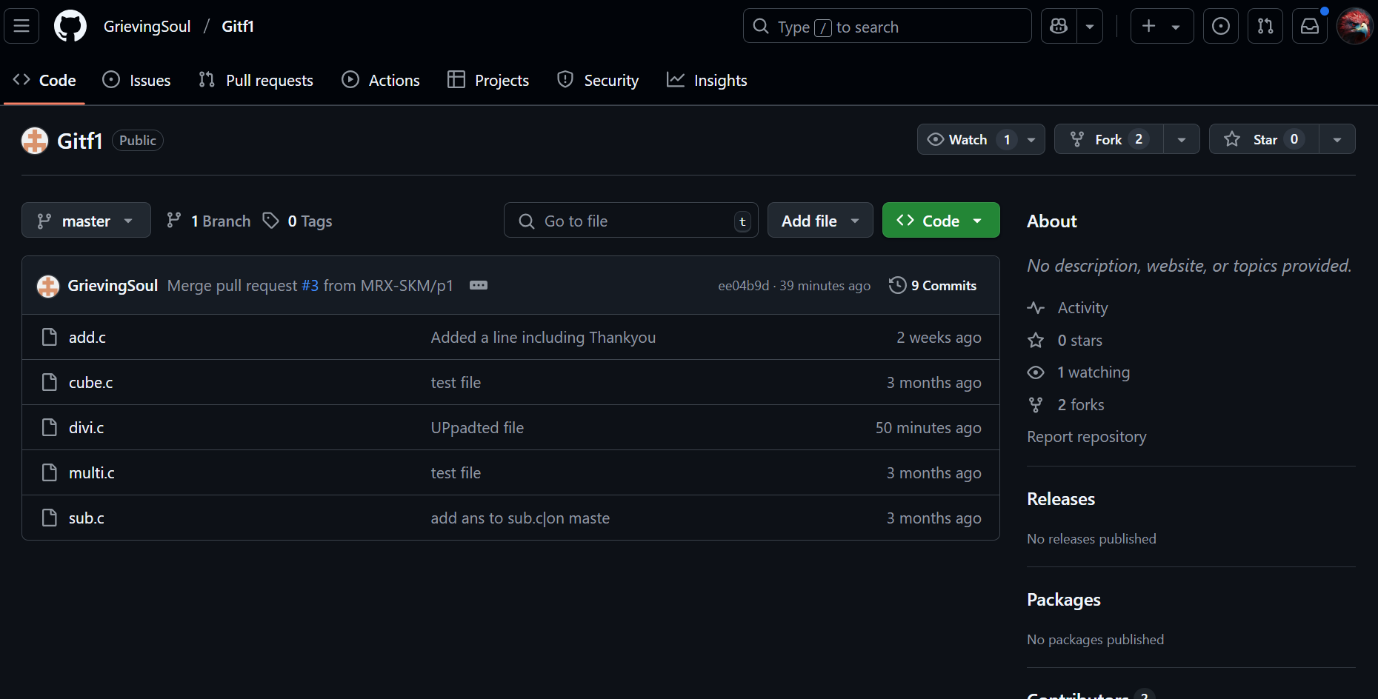 GrievingSoul / Gitf1
Type / to search
Code Issues Pull requests Actions Projects Security Insights
Gitf1 Public
Watch 1 Fork 2 Star 0
master 1 Branch 0 Tags
Go to file t Add file Code
GrievingSoul Merge pull request #3 from MRX-SKM/p1 ee04b9d · 39 minutes ago 9 Commits
add.c Added a line including Thankyou 2 weeks ago
cube.c test file 3 months ago
divi.c UPpadted file 50 minutes ago
multi.c test file 3 months ago
sub.c add ans to sub.c|on maste 3 months ago
About
No description, website, or topics provided.
Activity
0 stars
1 watching
2 forks
Report repository
Releases
No releases published
Packages
No packages published
Contributors